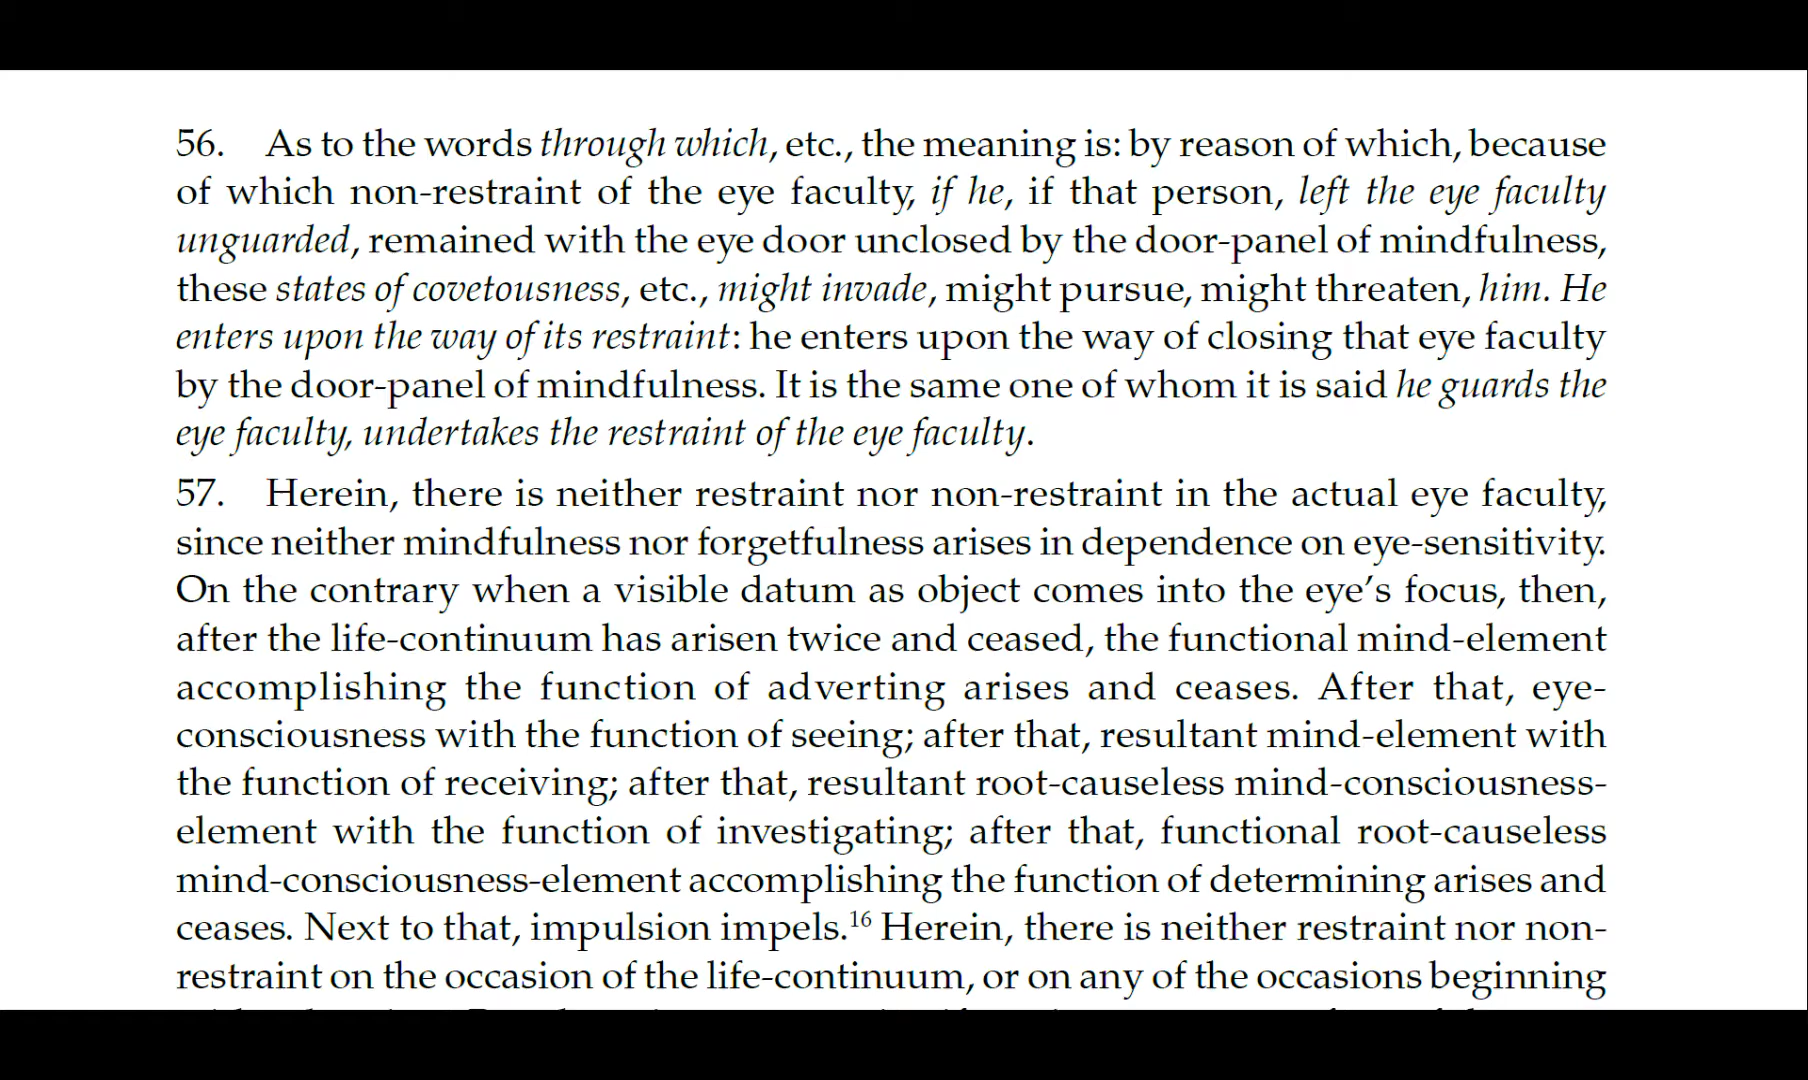 56. As to the words through which, etc., the meaning is: by reason of which, because
of which non-restraint of the eye faculty, if he, if that person, left the eye faculty
unguarded, remained with the eye door unclosed by the door-panel of mindfulness,
these states of covetousness, etc., might invade, might pursue, might threaten, him. He
enters upon the way of its restraint: he enters upon the way of closing that eye faculty
by the door-panel of mindfulness. It is the same one of whom it is said he guards the
eye faculty, undertakes the restraint of the eye faculty.
57. Herein, there is neither restraint nor non-restraint in the actual eye faculty,
since neither mindfulness nor forgetfulness arises in dependence on eye-sensitivity.
On the contrary when a visible datum as object comes into the eye’s focus, then,
after the life-continuum has arisen twice and ceased, the functional mind-element
accomplishing the function of adverting arises and ceases. After that, eye-
consciousness with the function of seeing; after that, resultant mind-element with
the function of receiving; after that, resultant root-causeless mind-consciousness-
element with the function of investigating; after that, functional root-causeless
mind-consciousness-element accomplishing the function of determining arises and
ceases. Next to that, impulsion impels.16 Herein, there is neither restraint nor non-
restraint on the occasion of the life-continuum, or on any of the occasions beginning